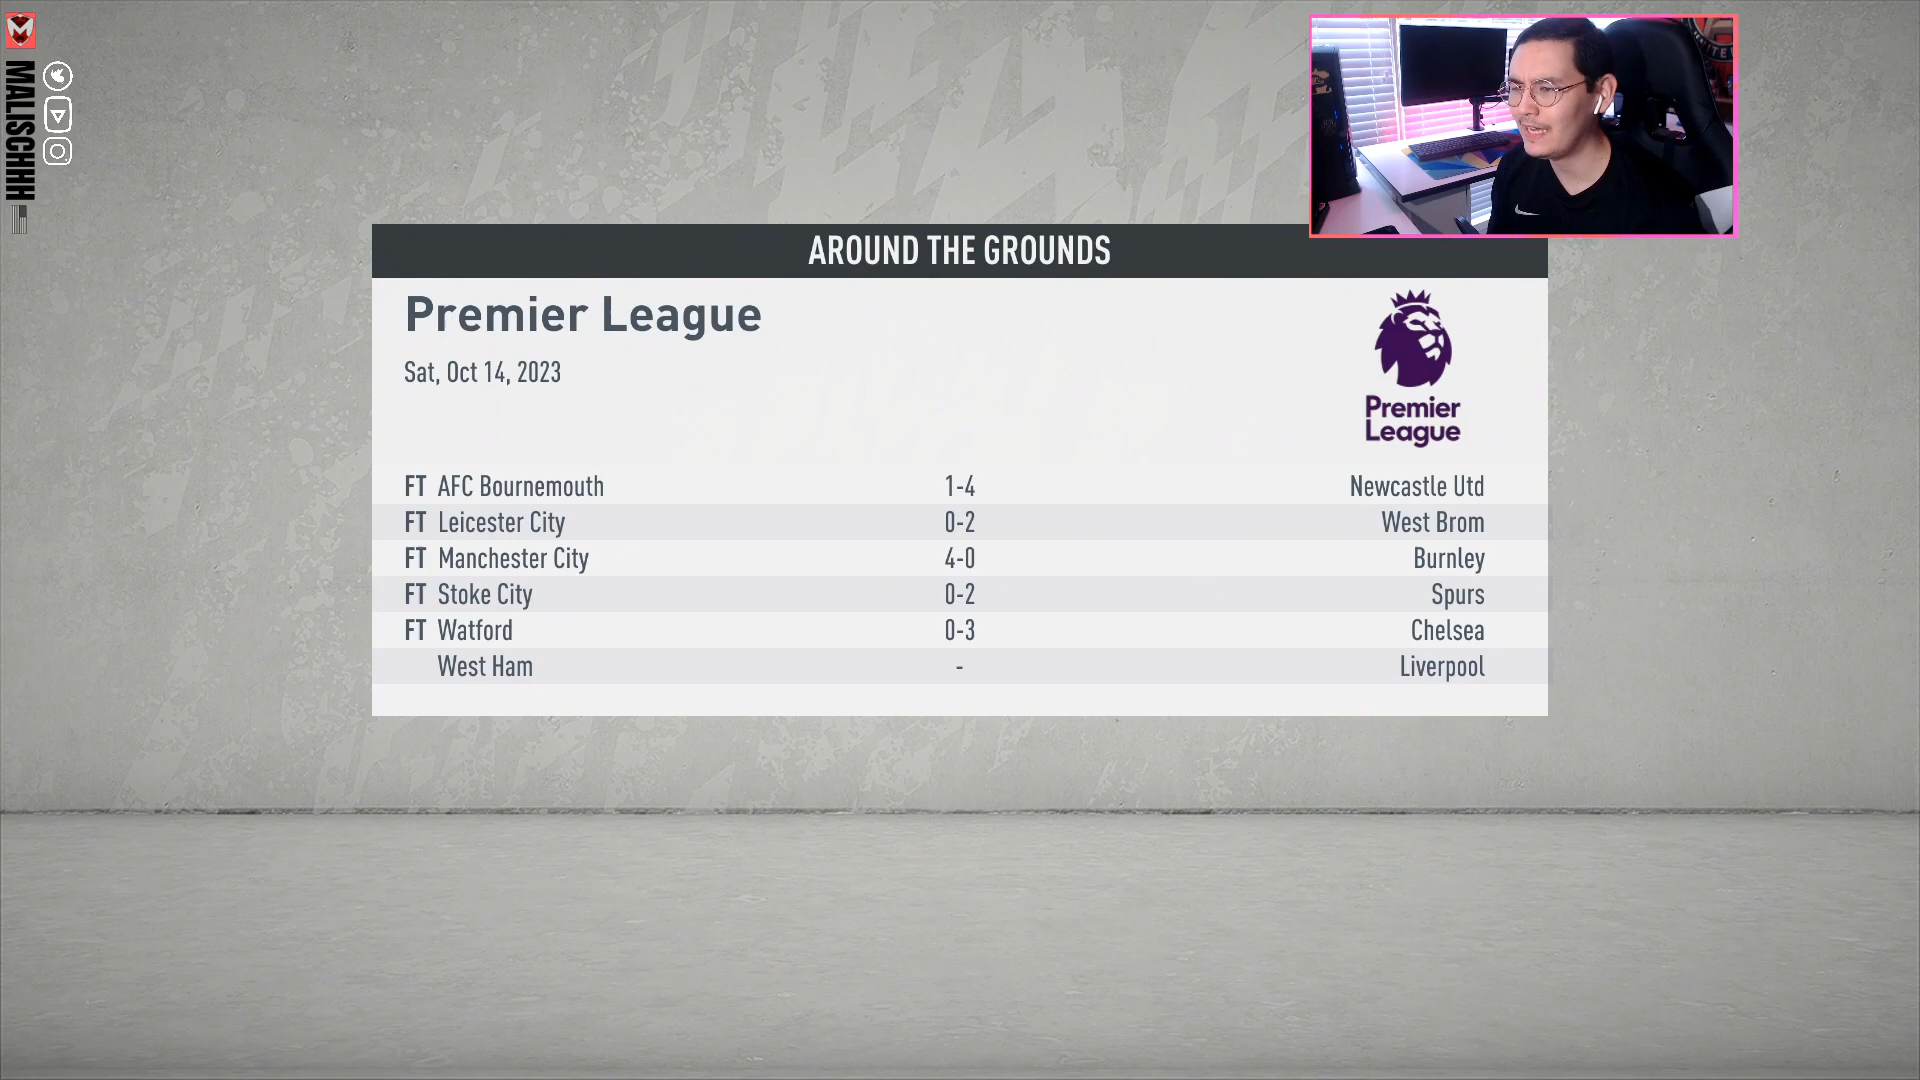 MALISCHHH
AROUND THE GROUNDS
Premier League
Sat, Oct 14, 2023
Premier
League
FT AFC Bournemouth 1-4 Newcastle Utd
FT Leicester City 0-2 West Brom
FT Manchester City 4-0 Burnley
FT Stoke City 0-2 Spurs
FT Watford 0-3 Chelsea
West Ham - Liverpool